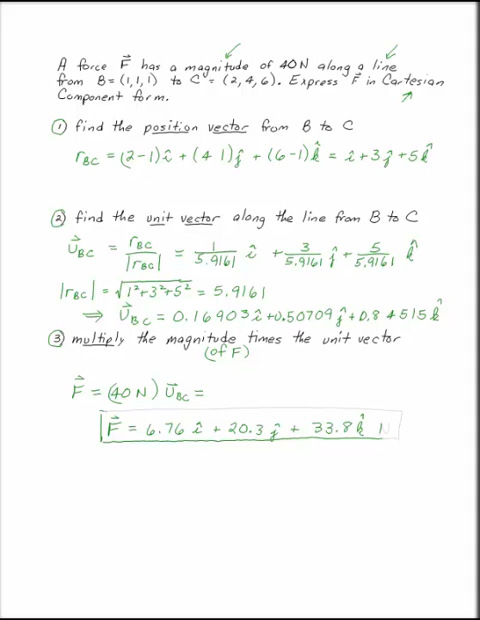 A force F⃗ has a magnitude of 40N along a line
from B = (1,1,1) to C = (2,4,6). Express F⃗ in Cartesian
Component form.
① find the position vector from B to C
r_BC = (2-1)î + (4 1)ĵ + (6-1)k̂ = î + 3ĵ + 5k̂
② find the unit vector along the line from B to C
U⃗_BC = r_BC / |r_BC| = 1/5.9161 î + 3/5.9161 ĵ + 5/5.9161 k̂
|r_BC| = √(1²+3²+5²) = 5.9161
⇒ U⃗_BC = 0.16903î + 0.50709ĵ + 0.84515k̂
③ multiply the magnitude times the unit vector
(of F)
F⃗ = (40N) U⃗_BC =
F⃗ = 6.76 î + 20.3 ĵ + 33.8 k̂ N